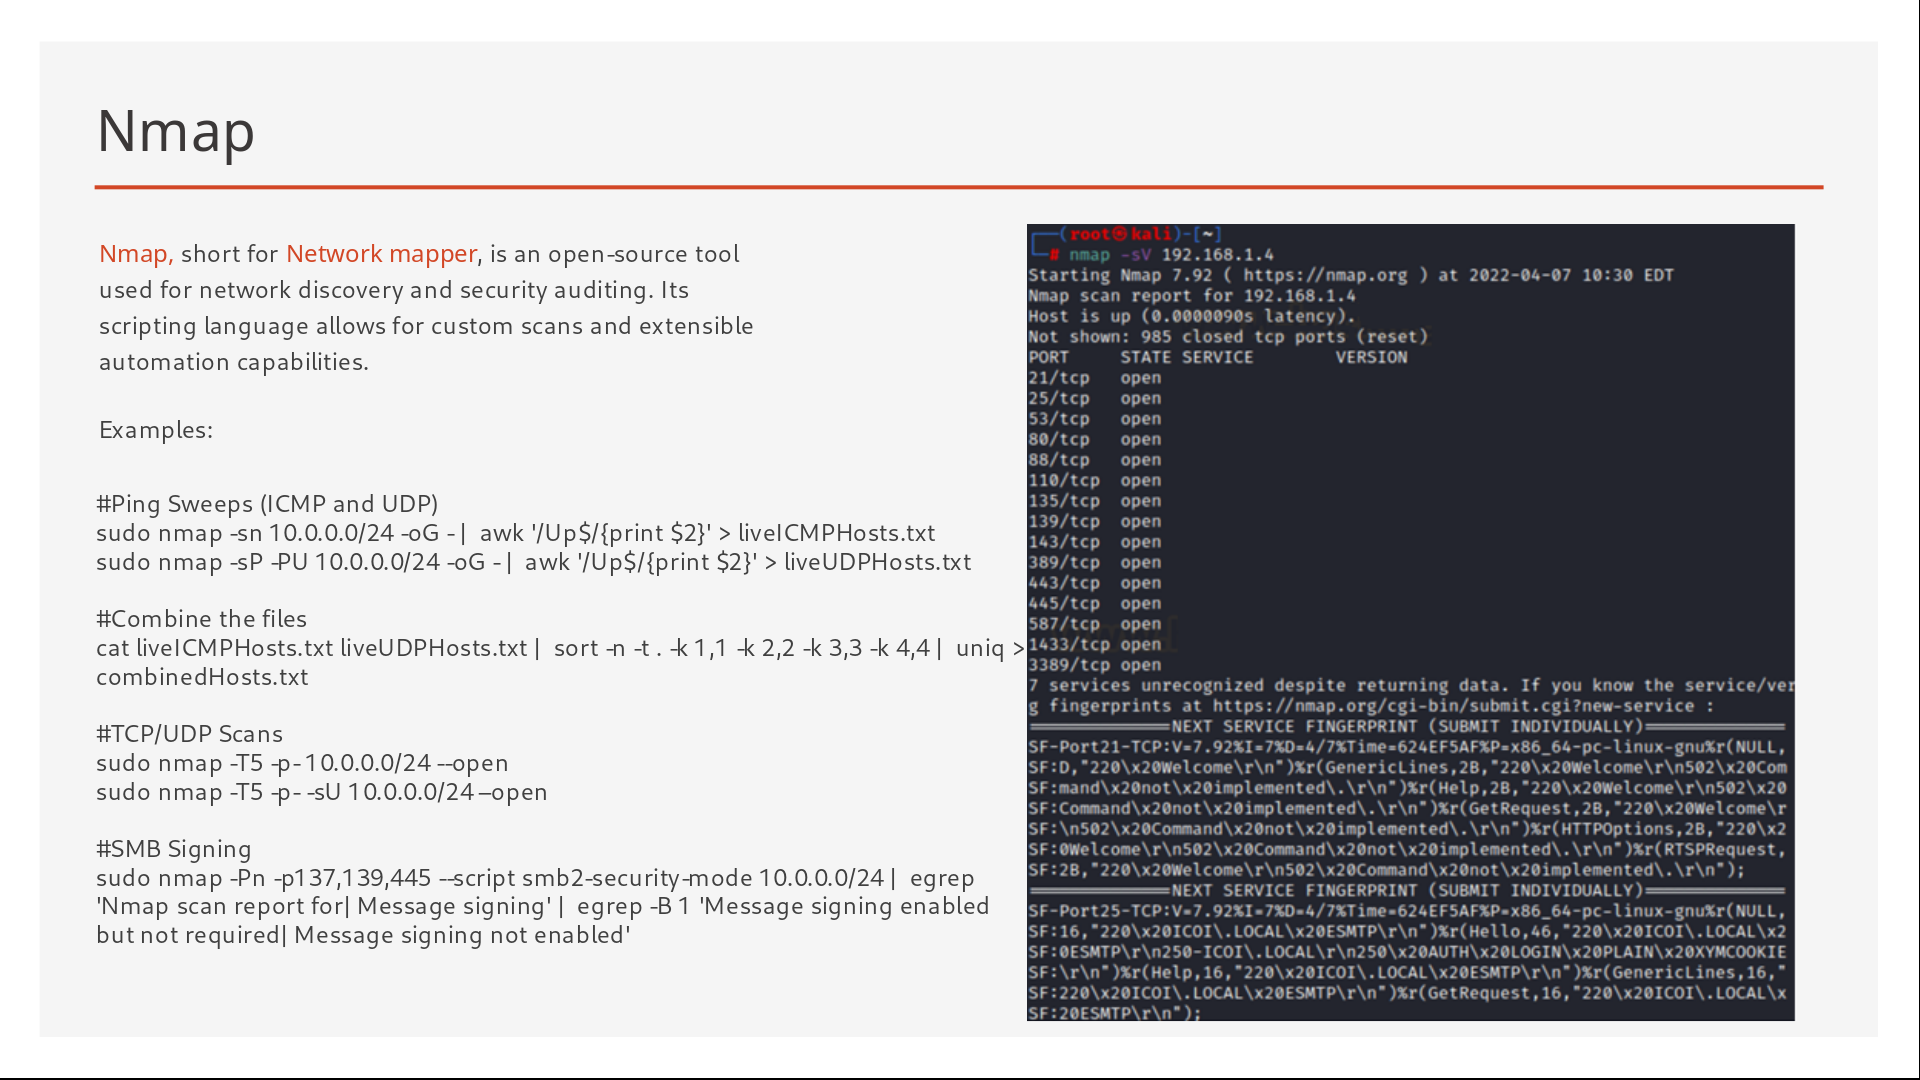 Nmap
Nmap, short for Network mapper, is an open-source tool
used for network discovery and security auditing. Its
scripting language allows for custom scans and extensible
automation capabilities.
Examples:
#Ping Sweeps (ICMP and UDP)
sudo nmap -sn 10.0.0.0/24 -oG - | awk '/Up$/{print $2}' > liveICMPHosts.txt
sudo nmap -sP -PU 10.0.0.0/24 -oG - | awk '/Up$/{print $2}' > liveUDPHosts.txt
#Combine the files
cat liveICMPHosts.txt liveUDPHosts.txt | sort -n -t . -k 1,1 -k 2,2 -k 3,3 -k 4,4 | uniq >
combinedHosts.txt
#TCP/UDP Scans
sudo nmap -T5 -p- 10.0.0.0/24 --open
sudo nmap -T5 -p- -sU 10.0.0.0/24 –open
#SMB Signing
sudo nmap -Pn -p137,139,445 --script smb2-security-mode 10.0.0.0/24 | egrep
'Nmap scan report for| Message signing' | egrep -B 1 'Message signing enabled
but not required| Message signing not enabled'
┌──(root㉿kali)-[~]
└─# nmap -sV 192.168.1.4
Starting Nmap 7.92 ( https://nmap.org ) at 2022-04-07 10:30 EDT
Nmap scan report for 192.168.1.4
Host is up (0.0000090s latency).
Not shown: 985 closed tcp ports (reset)
PORT STATE SERVICE VERSION
21/tcp open
25/tcp open
53/tcp open
80/tcp open
88/tcp open
110/tcp open
135/tcp open
139/tcp open
143/tcp open
389/tcp open
443/tcp open
445/tcp open
587/tcp open
1433/tcp open
3389/tcp open
7 services unrecognized despite returning data. If you know the service/ver
g fingerprints at https://nmap.org/cgi-bin/submit.cgi?new-service :
==============NEXT SERVICE FINGERPRINT (SUBMIT INDIVIDUALLY)==============
SF-Port21-TCP:V=7.92%I=7%D=4/7%Time=624EF5AF%P=x86_64-pc-linux-gnu%r(NULL,
SF:D,"220\x20Welcome\r\n")%r(GenericLines,2B,"220\x20Welcome\r\n502\x20Com
SF:mand\x20not\x20implemented\.\r\n")%r(Help,2B,"220\x20Welcome\r\n502\x20
SF:Command\x20not\x20implemented\.\r\n")%r(GetRequest,2B,"220\x20Welcome\r
SF:\n502\x20Command\x20not\x20implemented\.\r\n")%r(HTTPOptions,2B,"220\x2
SF:0Welcome\r\n502\x20Command\x20not\x20implemented\.\r\n")%r(RTSPRequest,
SF:2B,"220\x20Welcome\r\n502\x20Command\x20not\x20implemented\.\r\n");
==============NEXT SERVICE FINGERPRINT (SUBMIT INDIVIDUALLY)==============
SF-Port25-TCP:V=7.92%I=7%D=4/7%Time=624EF5AF%P=x86_64-pc-linux-gnu%r(NULL,
SF:16,"220\x20ICOI\.LOCAL\x20ESMTP\r\n")%r(Hello,46,"220\x20ICOI\.LOCAL\x2
SF:0ESMTP\r\n250-ICOI\.LOCAL\r\n250\x20AUTH\x20LOGIN\x20PLAIN\x20XYMCOOKIE
SF:\r\n")%r(Help,16,"220\x20ICOI\.LOCAL\x20ESMTP\r\n")%r(GenericLines,16,"
SF:220\x20ICOI\.LOCAL\x20ESMTP\r\n")%r(GetRequest,16,"220\x20ICOI\.LOCAL\x
SF:20ESMTP\r\n");